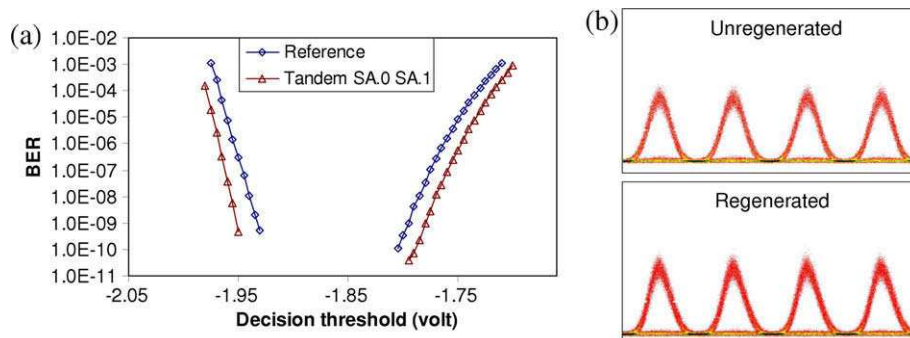 (a)
1.0E-02
1.0E-03
1.0E-04
1.0E-05
1.0E-06
1.0E-07
1.0E-08
1.0E-09
1.0E-10
1.0E-11
BER
Reference
Tandem SA.0 SA.1
-2.05 -1.95 -1.85 -1.75
Decision threshold (volt)
(b)
Unregenerated
Regenerated